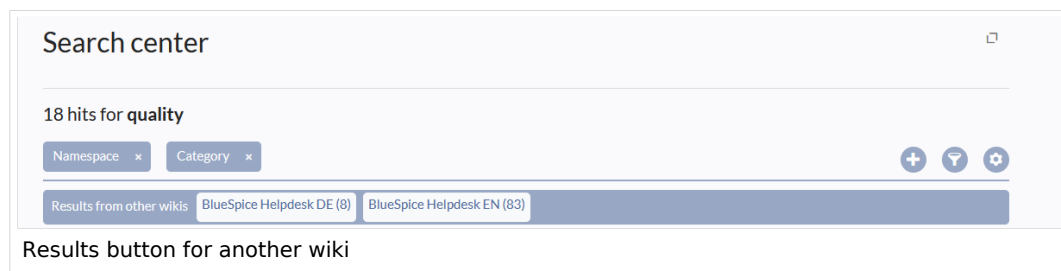 Search center
18 hits for quality
Namespace × Category ×
Results from other wikis BlueSpice Helpdesk DE (8) BlueSpice Helpdesk EN (83)
Results button for another wiki